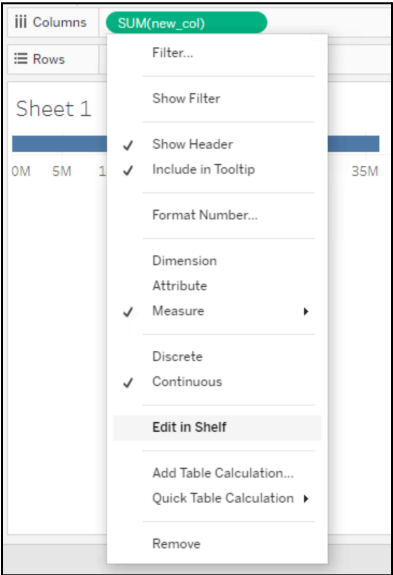 Columns SUM(new_col)
Rows
Sheet 1
0M 5M 1 35M
Filter...
Show Filter
✓ Show Header
✓ Include in Tooltip
Format Number...
Dimension
Attribute
✓ Measure
Discrete
✓ Continuous
Edit in Shelf
Add Table Calculation...
Quick Table Calculation
Remove